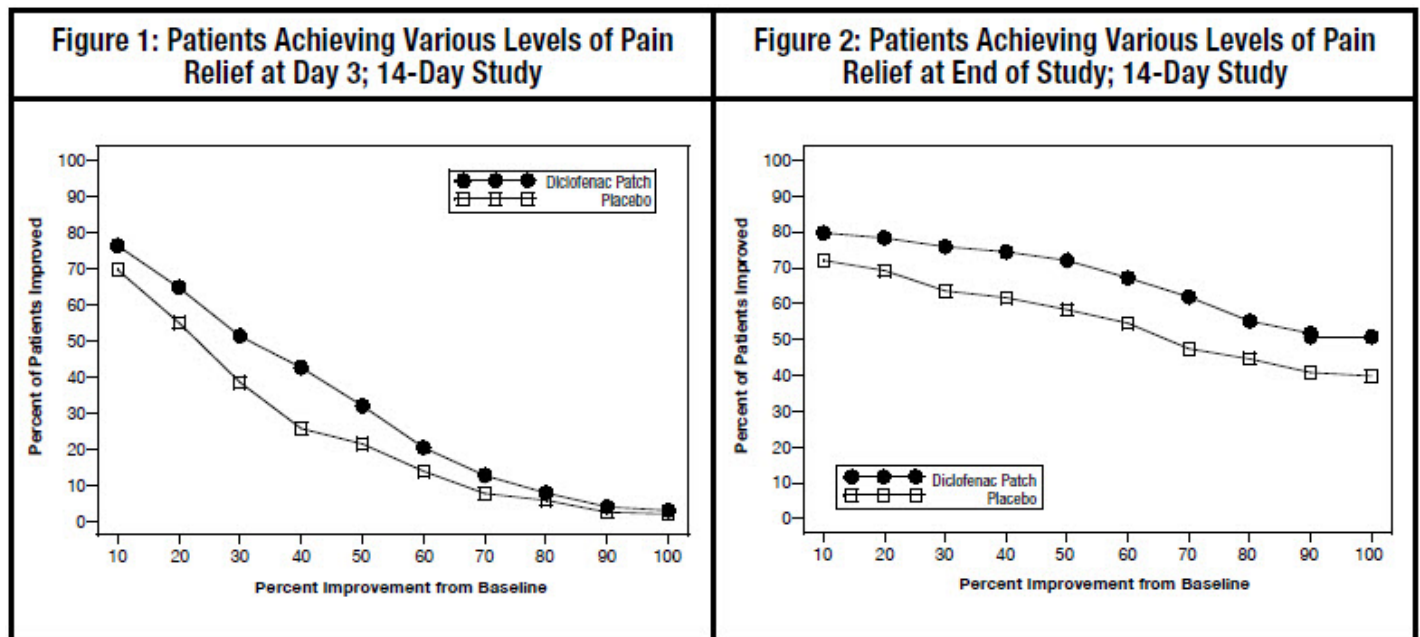 Figure 1: Patients Achieving Various Levels of Pain
Relief at Day 3; 14-Day Study
100
90
80
70
60
50
40
30
20
10
0
Percent of Patients Improved
Diclofenac Patch
Placebo
10 20 30 40 50 60 70 80 90 100
Percent Improvement from Baseline
Figure 2: Patients Achieving Various Levels of Pain
Relief at End of Study; 14-Day Study
100
90
80
70
60
50
40
30
20
10
0
Percent of Patients Improved
Diclofenac Patch
Placebo
10 20 30 40 50 60 70 80 90 100
Percent Improvement from Baseline